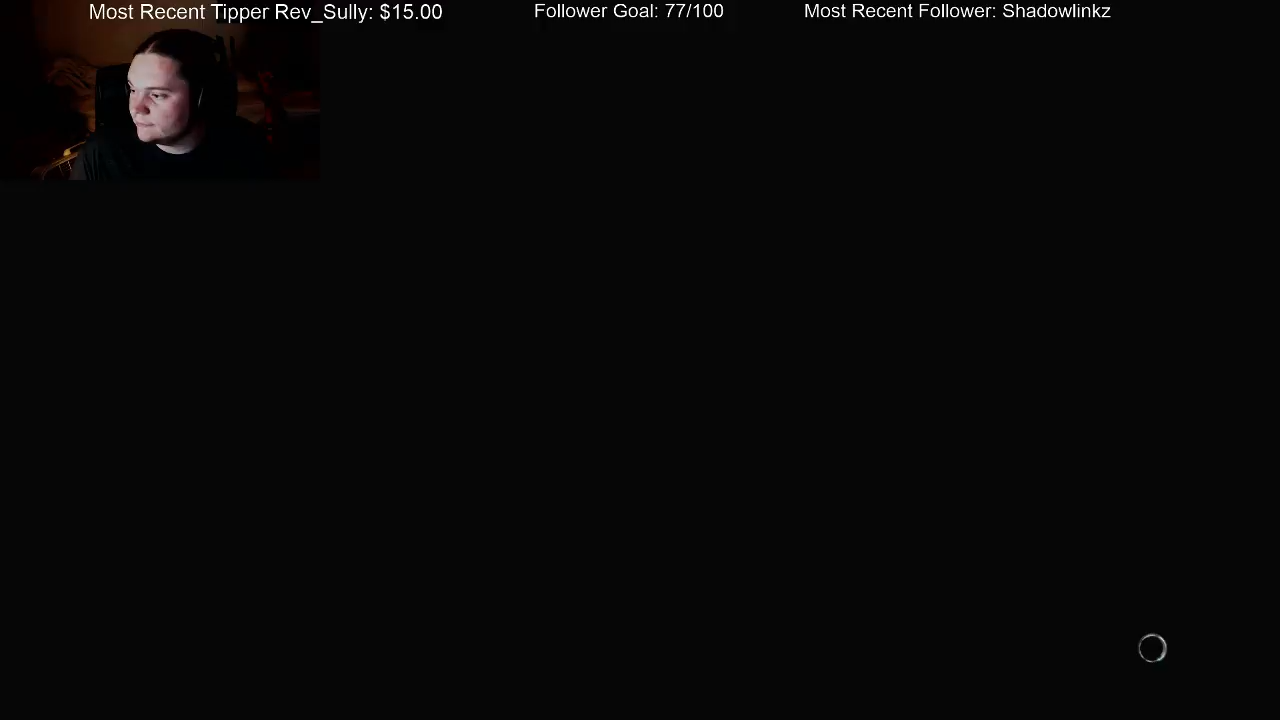 Most Recent Tipper Rev_Sully: $15.00
Follower Goal: 77/100
Most Recent Follower: Shadowlinkz